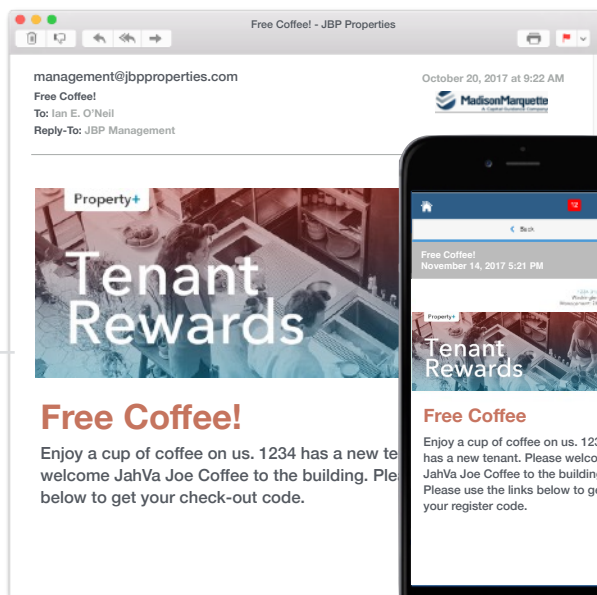 Free Coffee! - JBP Properties
management@jbpproperties.com
October 20, 2017 at 9:22 AM
Free Coffee!
To: Ian E. O'Neil
Reply-To: JBP Management
MadisonMarquette
Property+
Tenant
Rewards
Free Coffee!
Enjoy a cup of coffee on us. 1234 has a new te
welcome JahVa Joe Coffee to the building. Plea
below to get your check-out code.
Back
Free Coffee!
November 14, 2017 5:21 PM
Property+
Tenant
Rewards
Free Coffee
Enjoy a cup of coffee on us. 123
has a new tenant. Please welco
JahVa Joe Coffee to the building
Please use the links below to ge
your register code.